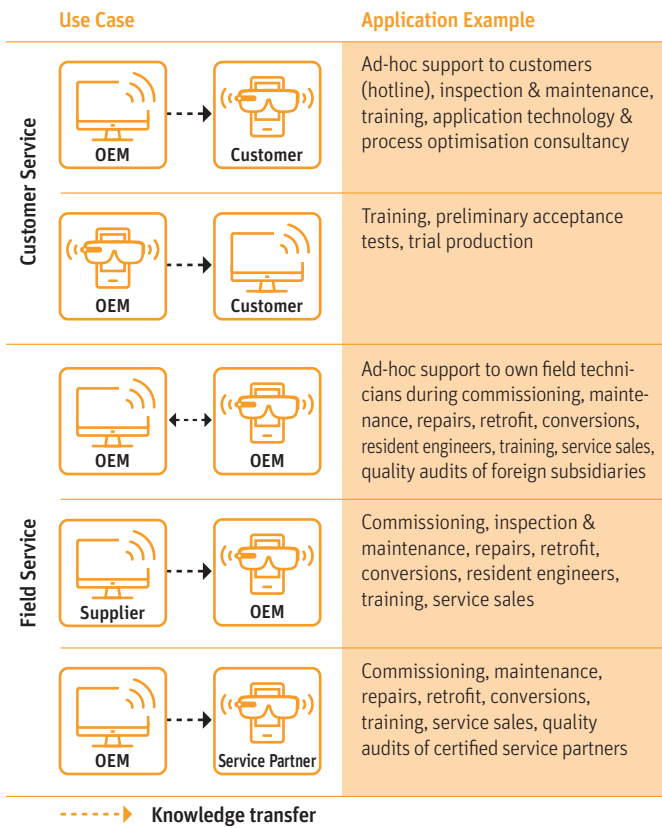 Use Case
Application Example
Customer Service
OEM
Customer
Ad-hoc support to customers
(hotline), inspection & maintenance,
training, application technology &
process optimisation consultancy
OEM
Customer
Training, preliminary acceptance
tests, trial production
Field Service
OEM
OEM
Ad-hoc support to own field techni-
cians during commissioning, mainte-
nance, repairs, retrofit, conversions,
resident engineers, training, service sales,
quality audits of foreign subsidiaries
Supplier
OEM
Commissioning, inspection &
maintenance, repairs, retrofit,
conversions, resident engineers,
training, service sales
OEM
Service Partner
Commissioning, maintenance,
repairs, retrofit, conversions,
training, service sales, quality
audits of certified service partners
Knowledge transfer